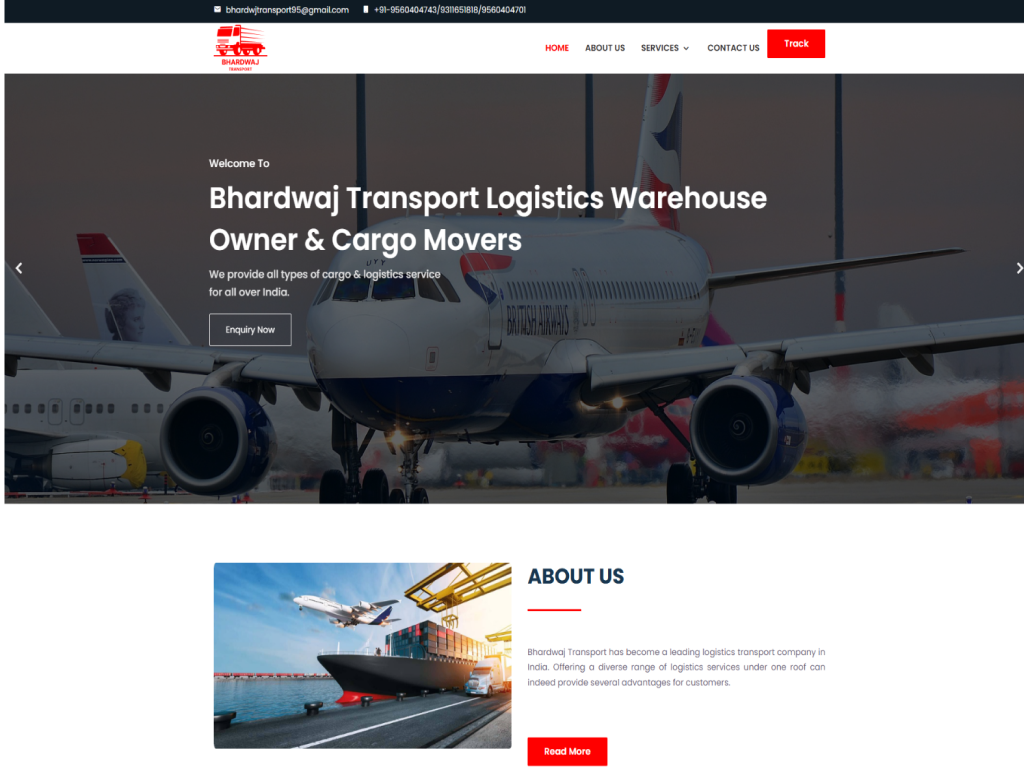 bhardwjtransport95@gmail.com +91-9560404743/9311651818/9560404701
BHARDWAJ
TRANSPORT
HOME ABOUT US SERVICES CONTACT US Track
Welcome To
Bhardwaj Transport Logistics Warehouse
Owner & Cargo Movers
We provide all types of cargo & logistics service
for all over India.
Enquiry Now
UYY
BRITISH AIRWAYS
ABOUT US
Bhardwaj Transport has become a leading logistics transport company in
India. Offering a diverse range of logistics services under one roof can
indeed provide several advantages for customers.
Read More